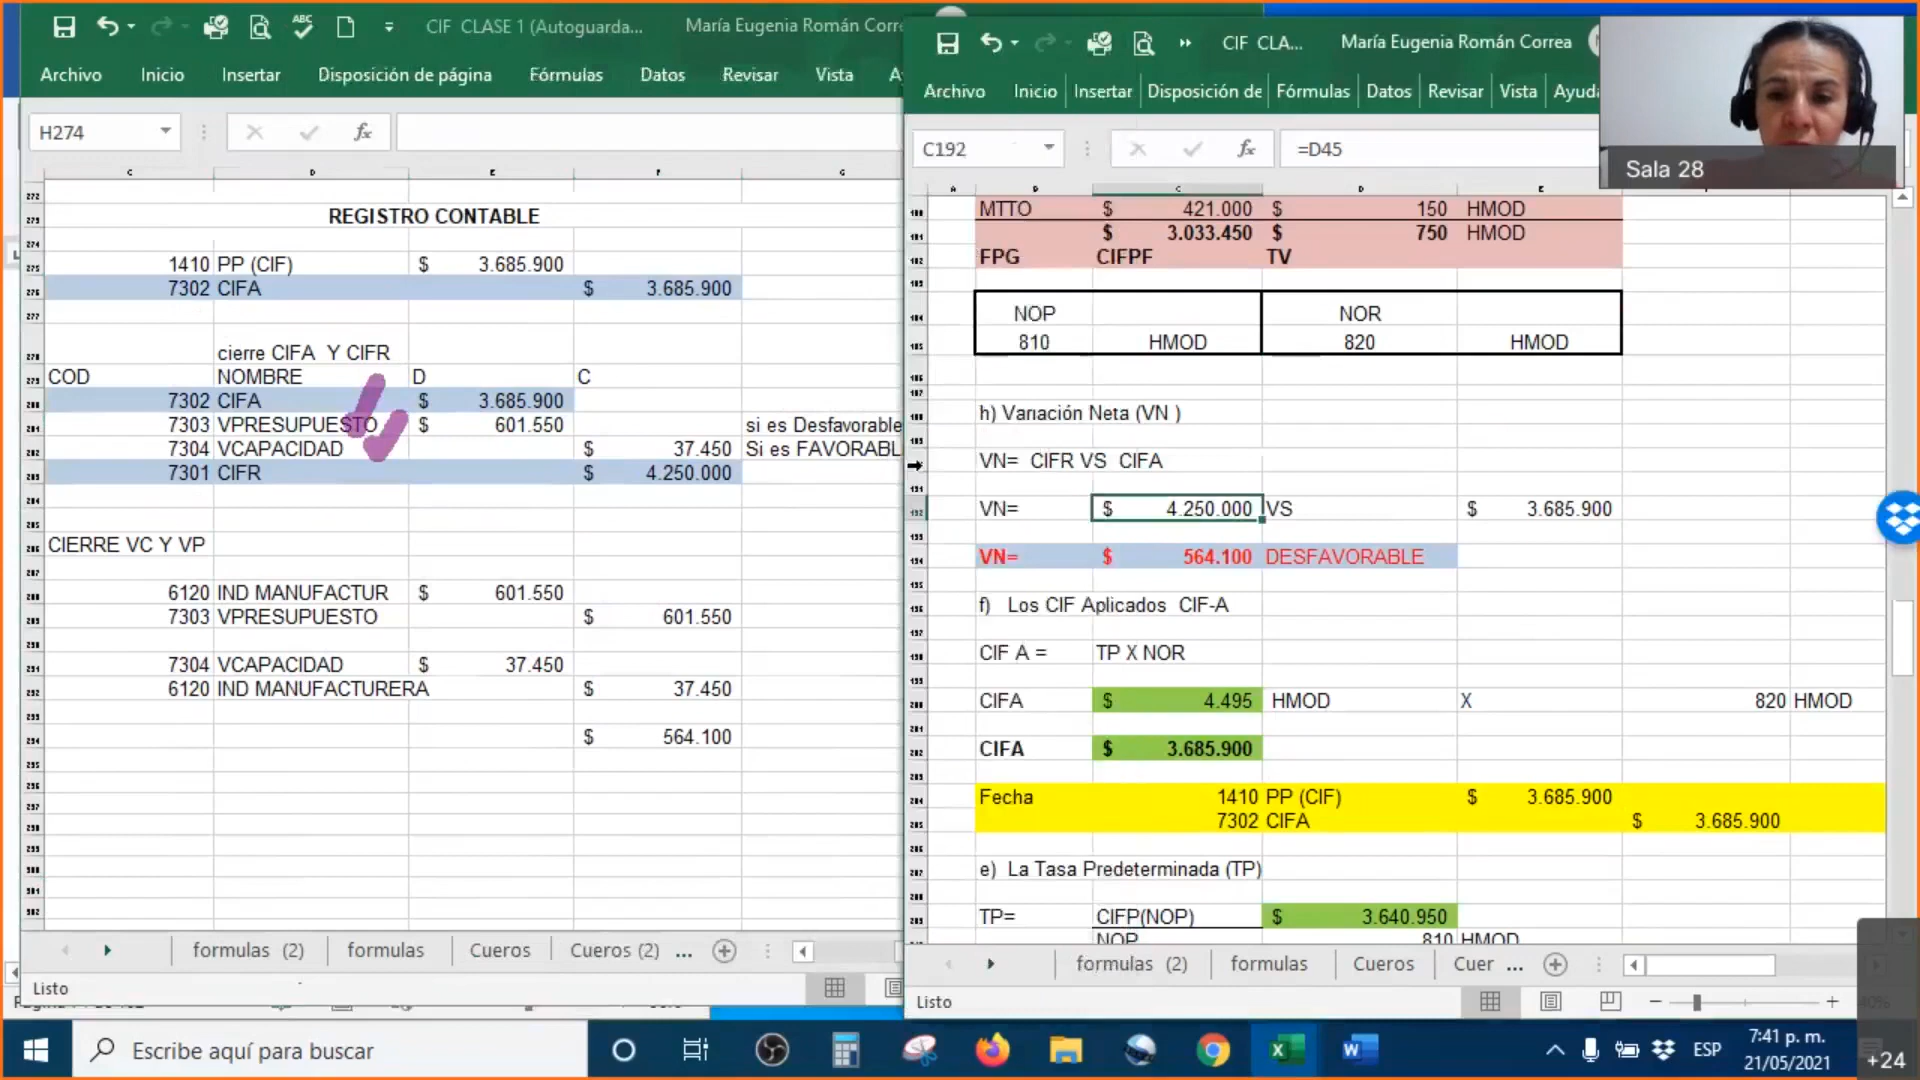 CIF CLASE 1 (Autoguarda... María Eugenia Román Corre
Archivo Inicio Insertar Disposición de página Fórmulas Datos Revisar Vista
H274
REGISTRO CONTABLE
1410 PP (CIF) $ 3.685.900
7302 CIFA $ 3.685.900
cierre CIFA Y CIFR
COD NOMBRE D C
7302 CIFA $ 3.685.900
7303 VPRESUPUESTO $ 601.550 si es Desfavorable
7304 VCAPACIDAD $ 37.450 Si es FAVORABL
7301 CIFR $ 4.250.000
CIERRE VC Y VP
6120 IND MANUFACTUR $ 601.550
7303 VPRESUPUESTO $ 601.550
7304 VCAPACIDAD $ 37.450
6120 IND MANUFACTURERA $ 37.450
$ 564.100
formulas (2) formulas Cueros Cueros (2) ...
Listo
CIF CLA... María Eugenia Román Correa
Archivo Inicio Insertar Disposición de Fórmulas Datos Revisar Vista Ayuda
Sala 28
C192 =D45
MTTO $ 421.000 $ 150 HMOD
$ 3.033.450 $ 750 HMOD
FPG CIFPF TV
NOP NOR
810 HMOD 820 HMOD
h) Variación Neta (VN )
VN= CIFR VS CIFA
VN= $ 4.250.000 VS $ 3.685.900
VN= $ 564.100 DESFAVORABLE
f) Los CIF Aplicados CIF-A
CIF A = TP X NOR
CIFA $ 4.495 HMOD X 820 HMOD
CIFA $ 3.685.900
Fecha 1410 PP (CIF) $ 3.685.900
7302 CIFA $ 3.685.900
e) La Tasa Predeterminada (TP)
TP= CIFP(NOP) $ 3.640.950
NOP 810 HMOD
formulas (2) formulas Cueros Cuer ...
Listo
Escribe aquí para buscar
ESP
7:41 p. m.
21/05/2021
+24